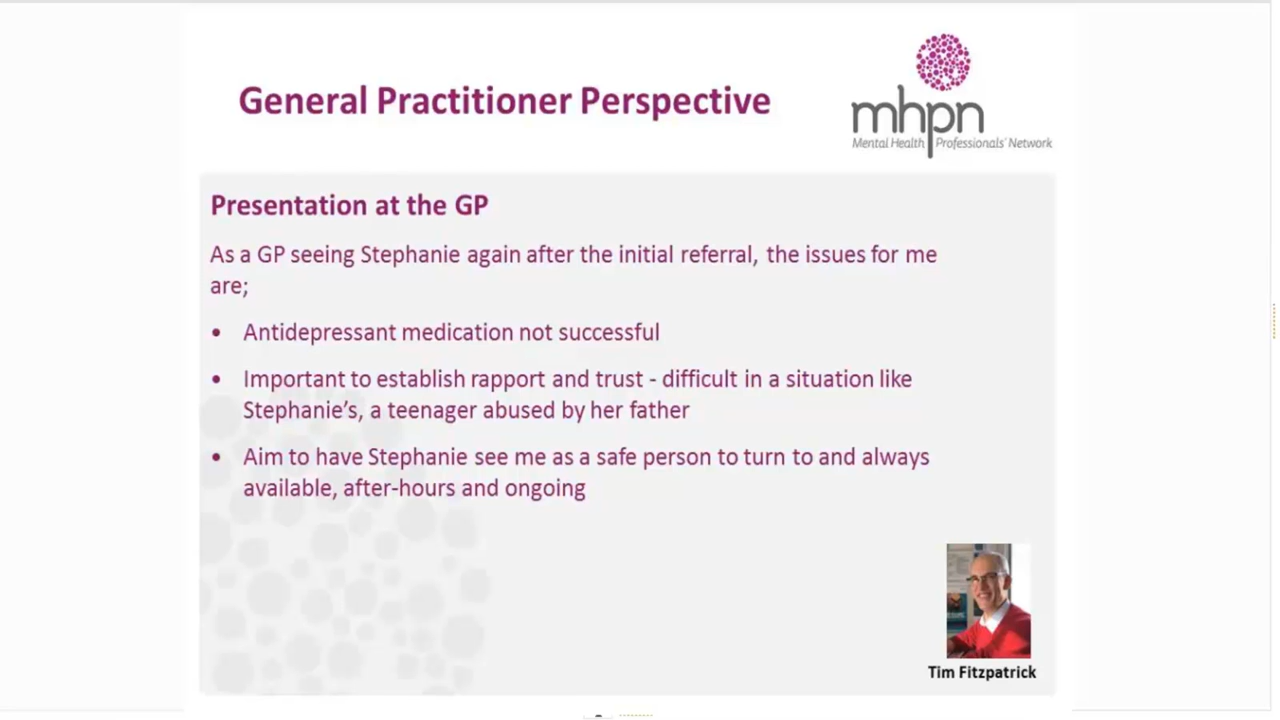 General Practitioner Perspective
mhpn
Mental Health Professionals' Network
Presentation at the GP
As a GP seeing Stephanie again after the initial referral, the issues for me
are;
• Antidepressant medication not successful
• Important to establish rapport and trust - difficult in a situation like
Stephanie's, a teenager abused by her father
• Aim to have Stephanie see me as a safe person to turn to and always
available, after-hours and ongoing
Tim Fitzpatrick